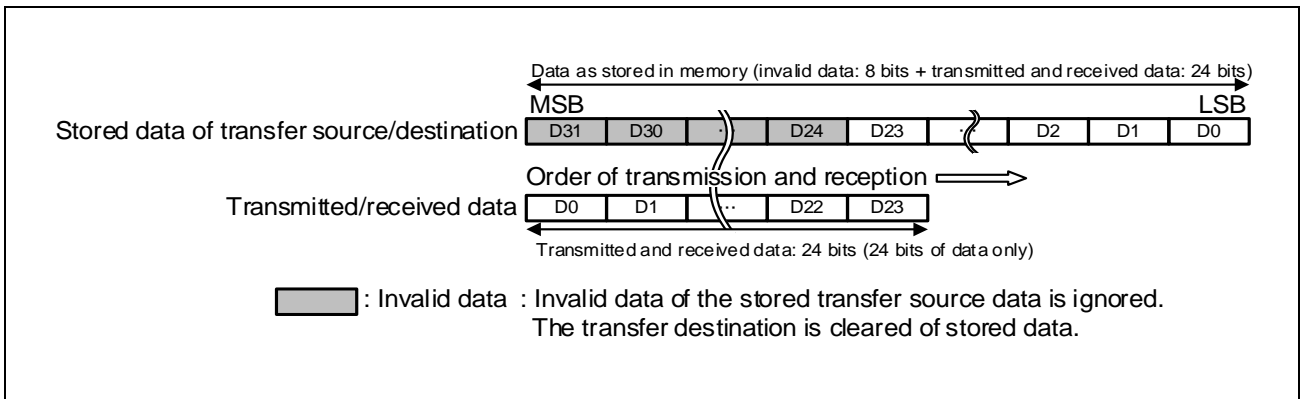 Data as stored in memory (invalid data: 8 bits + transmitted and received data: 24 bits)
MSB LSB
Stored data of transfer source/destination D31 D30 ... D24 D23 ... D2 D1 D0
Order of transmission and reception
Transmitted/received data D0 D1 ... D22 D23
Transmitted and received data: 24 bits (24 bits of data only)
: Invalid data : Invalid data of the stored transfer source data is ignored.
The transfer destination is cleared of stored data.